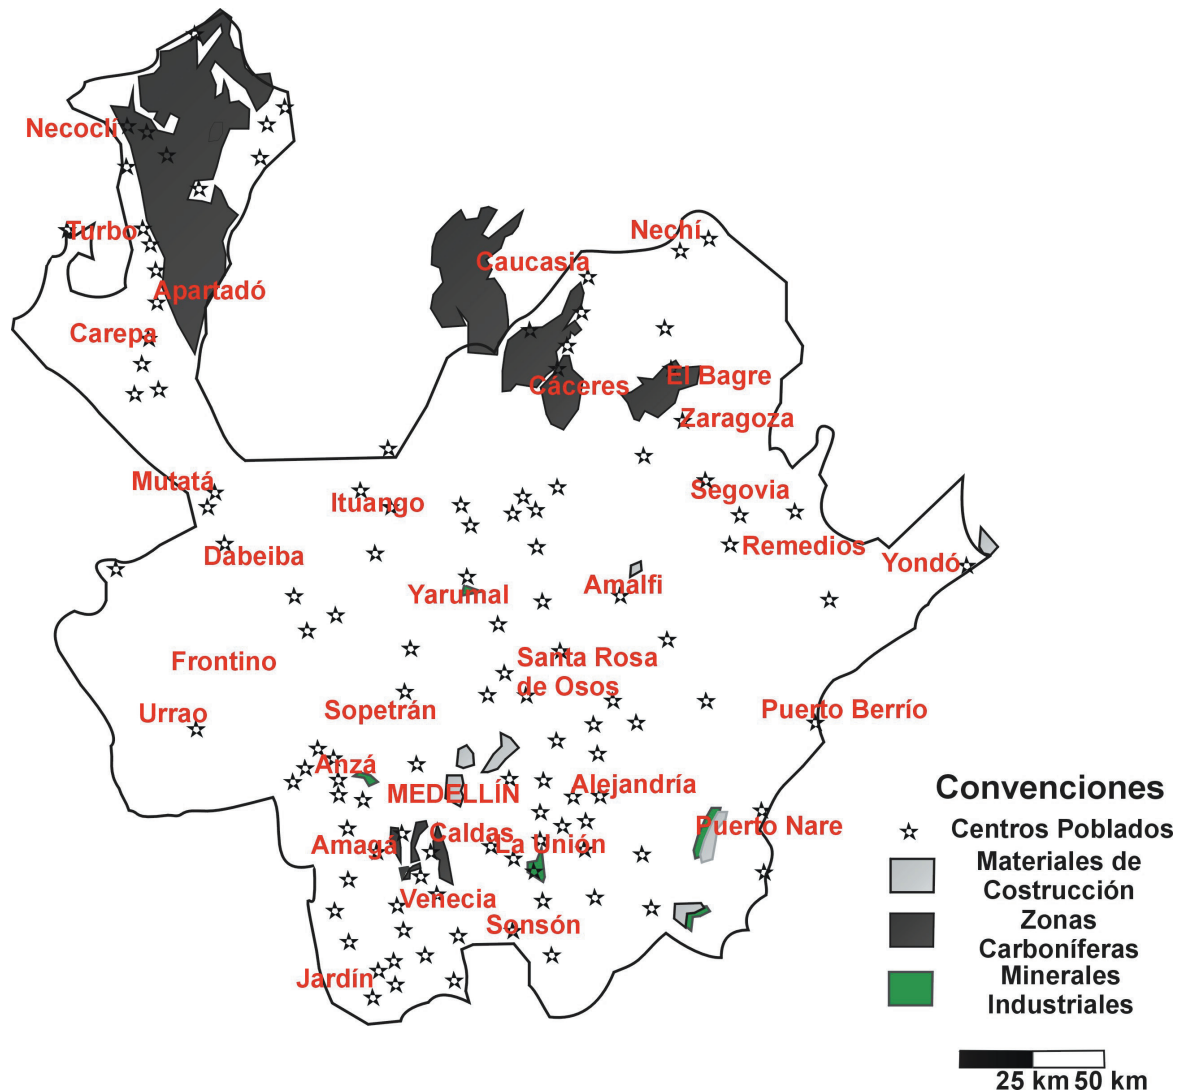 Necoclí
Turbo
Nechí
Caucasia
Apartadó
Carepa
Cáceres
El Bagre
Zaragoza
Mutatá
Ituango
Segovia
Dabeiba
Remedios
Yondó
Yarumal
Amalfi
Frontino
Santa Rosa
de Osos
Urrao
Sopetrán
Puerto Berrío
Anzá
MEDELLÍN
Alejandría
Amagá
Caldas
La Unión
Puerto Nare
Venecia
Sonsón
Jardín
Convenciones
Centros Poblados
Materiales de
Costrucción
Zonas
Carboníferas
Minerales
Industriales
25 km 50 km